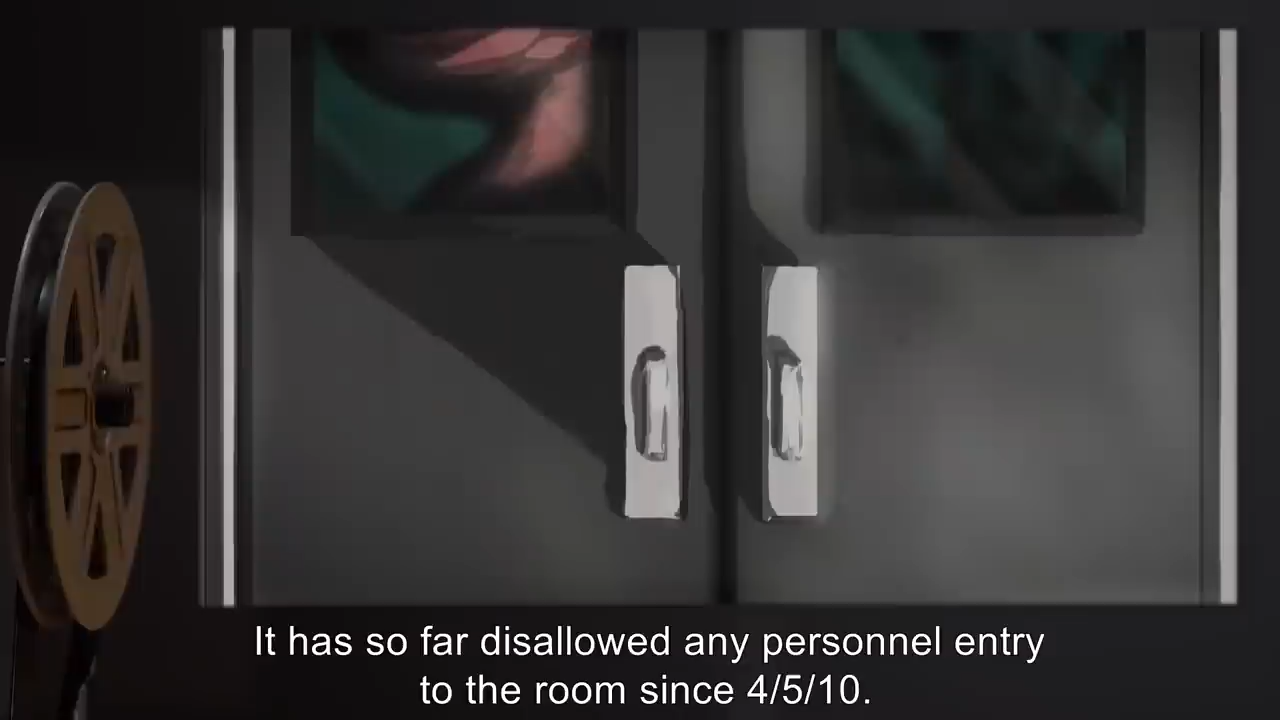 It has so far disallowed any personnel entry
to the room since 4/5/10.